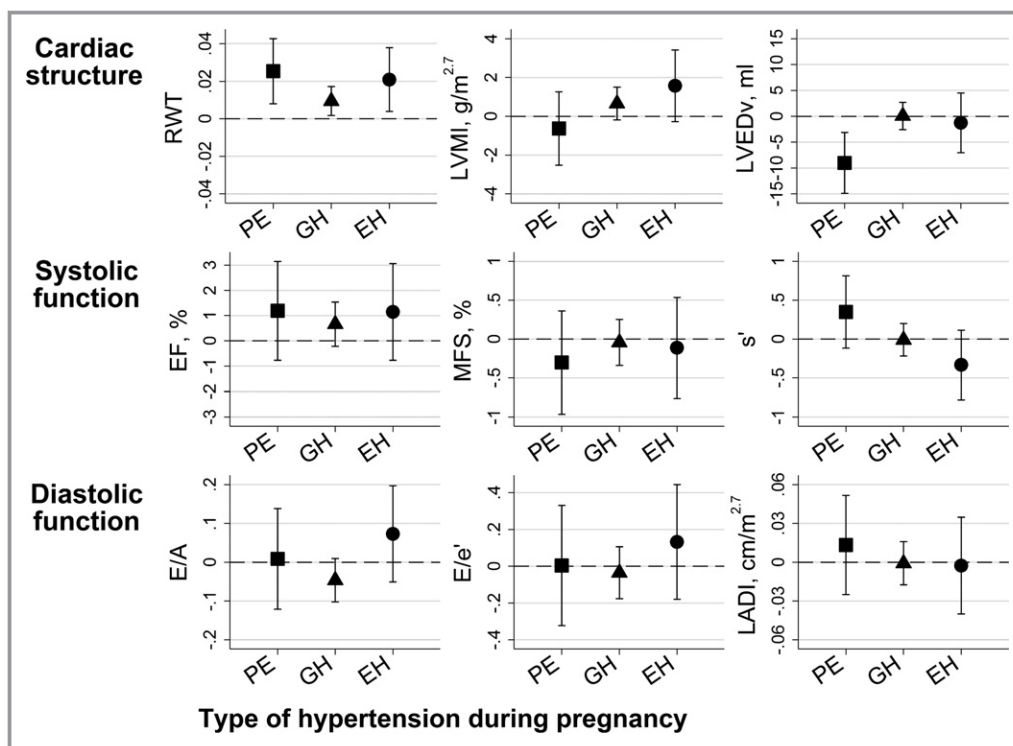 Cardiac
structure
RWT
.04
.02
0
-.02
-.04
PE GH EH
LVMI, g/m^2.7
4
2
0
-2
-4
PE GH EH
LVEDv, ml
15
10
5
0
-5
-10
-15
PE GH EH
Systolic
function
EF, %
3
2
1
0
-1
-2
-3
PE GH EH
MFS, %
1
.5
0
-.5
-1
PE GH EH
s'
1
.5
0
-.5
-1
PE GH EH
Diastolic
function
E/A
.2
.1
0
-.1
-.2
PE GH EH
E/e'
.4
.2
0
-.2
-.4
PE GH EH
LADI, cm/m^2.7
.06
.03
0
-.03
-.06
PE GH EH
Type of hypertension during pregnancy